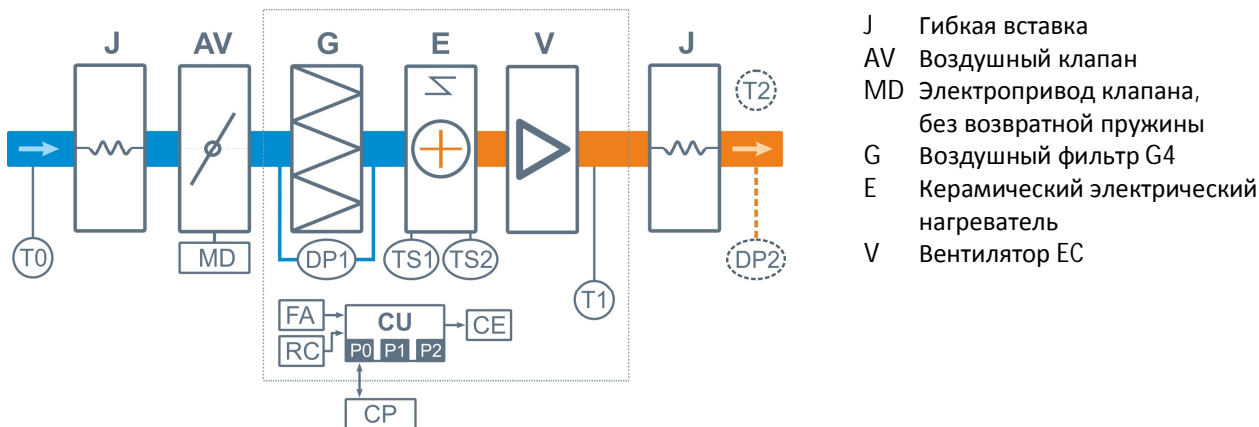 J AV G E V J
T2
T0 MD DP1 TS1 TS2 DP2
T1
FA CU CE
RC P0 P1 P2
CP
J Гибкая вставка
AV Воздушный клапан
MD Электропривод клапана,
без возвратной пружины
G Воздушный фильтр G4
E Керамический электрический
нагреватель
V Вентилятор EC